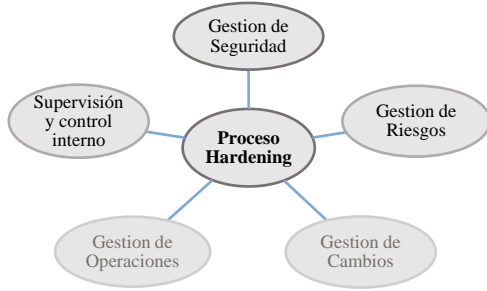 Gestion de
Seguridad
Supervisión
y control
interno
Gestion de
Riesgos
Proceso
Hardening
Gestion de
Operaciones
Gestion de
Cambios